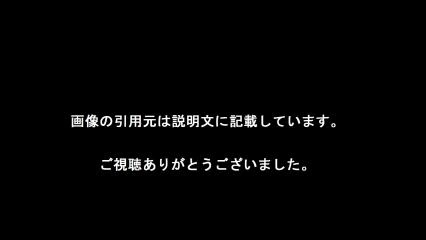 画像の引用元は説明文に記載しています。
ご視聴ありがとうございました。